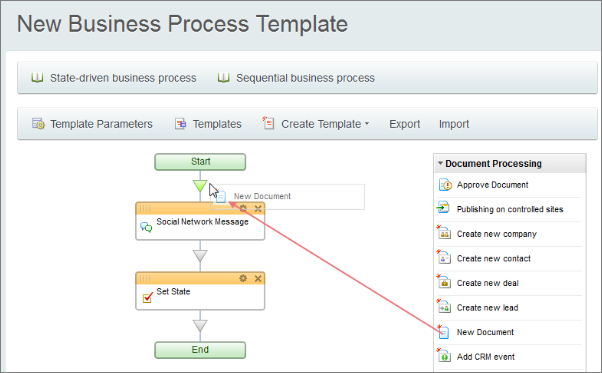 New Business Process Template
State-driven business process Sequential business process
Template Parameters Templates Create Template Export Import
Start
New Document
Social Network Message
Set State
End
Document Processing
Approve Document
Publishing on controlled sites
Create new company
Create new contact
Create new deal
Create new lead
New Document
Add CRM event